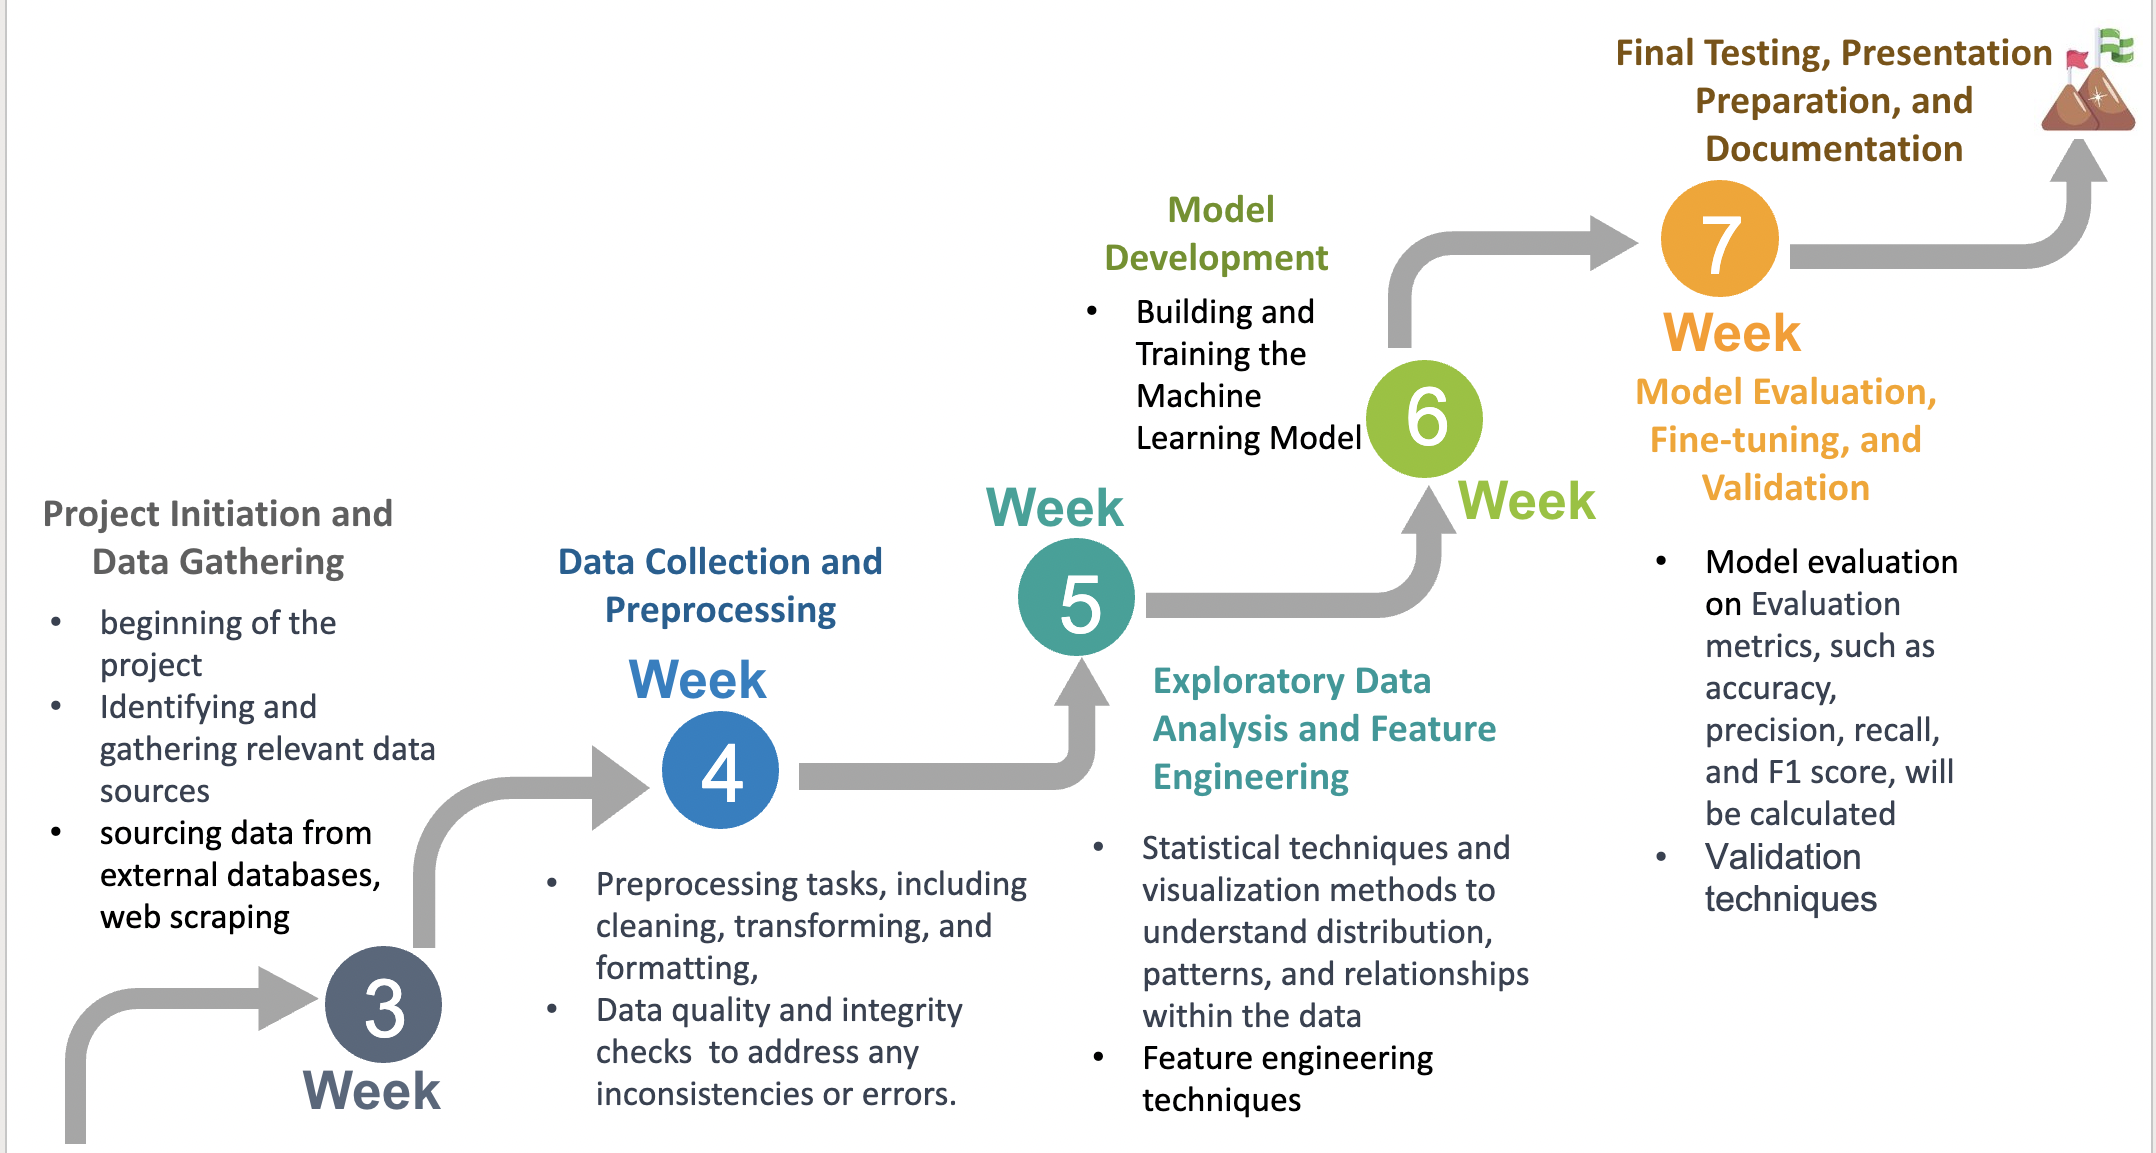 Project Initiation and
Data Gathering
• beginning of the
project
• Identifying and
gathering relevant data
sources
• sourcing data from
external databases,
web scraping
3
Week
Data Collection and
Preprocessing
Week
4
• Preprocessing tasks, including
cleaning, transforming, and
formatting,
• Data quality and integrity
checks  to address any
inconsistencies or errors.
Week
5
Exploratory Data
Analysis and Feature
Engineering
• Statistical techniques and
visualization methods to
understand distribution,
patterns, and relationships
within the data
• Feature engineering
techniques
Model
Development
• Building and
Training the
Machine
Learning Model
6
Week
Final Testing, Presentation
Preparation, and
Documentation
7
Week
Model Evaluation,
Fine-tuning, and
Validation
• Model evaluation
on Evaluation
metrics, such as
accuracy,
precision, recall,
and F1 score, will
be calculated
• Validation
techniques